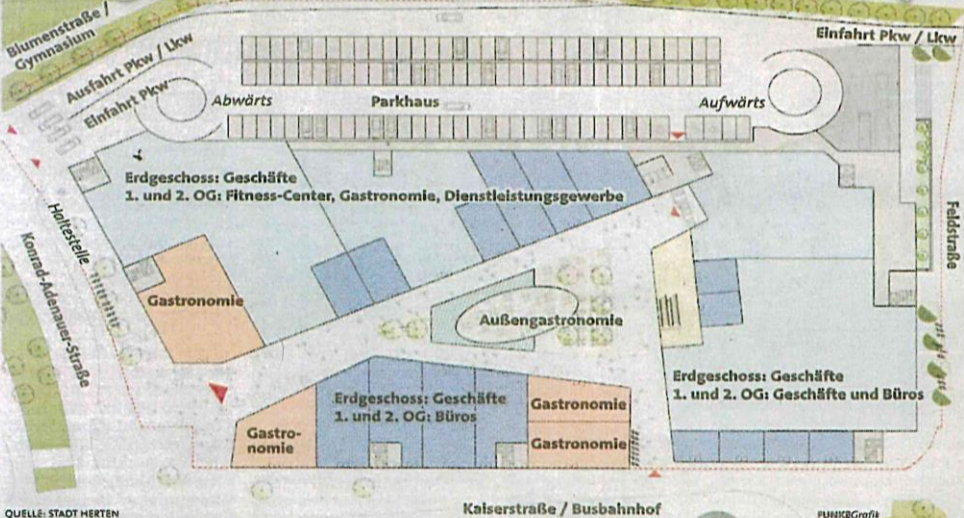 Blumenstraße /
Gymnasium
Ausfahrt Pkw / Lkw
Einfahrt Pkw / Lkw
Einfahrt Pkw
Abwärts
Parkhaus
Aufwärts
Erdgeschoss: Geschäfte
1. und 2. OG: Fitness-Center, Gastronomie, Dienstleistungsgewerbe
Haltestelle
Konrad-Adenauer-Straße
Feldstraße
Gastronomie
Außengastronomie
Erdgeschoss: Geschäfte
1. und 2. OG: Geschäfte und Büros
Erdgeschoss: Geschäfte
1. und 2. OG: Büros
Gastronomie
Gastro-
nomie
Gastronomie
Kaiserstraße / Busbahnhof
QUELLE: STADT HERTEN
FUNKEGrafik